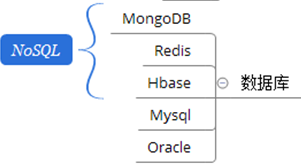 NoSQL
MongoDB
Redis
Hbase
Mysql
Oracle
数据库